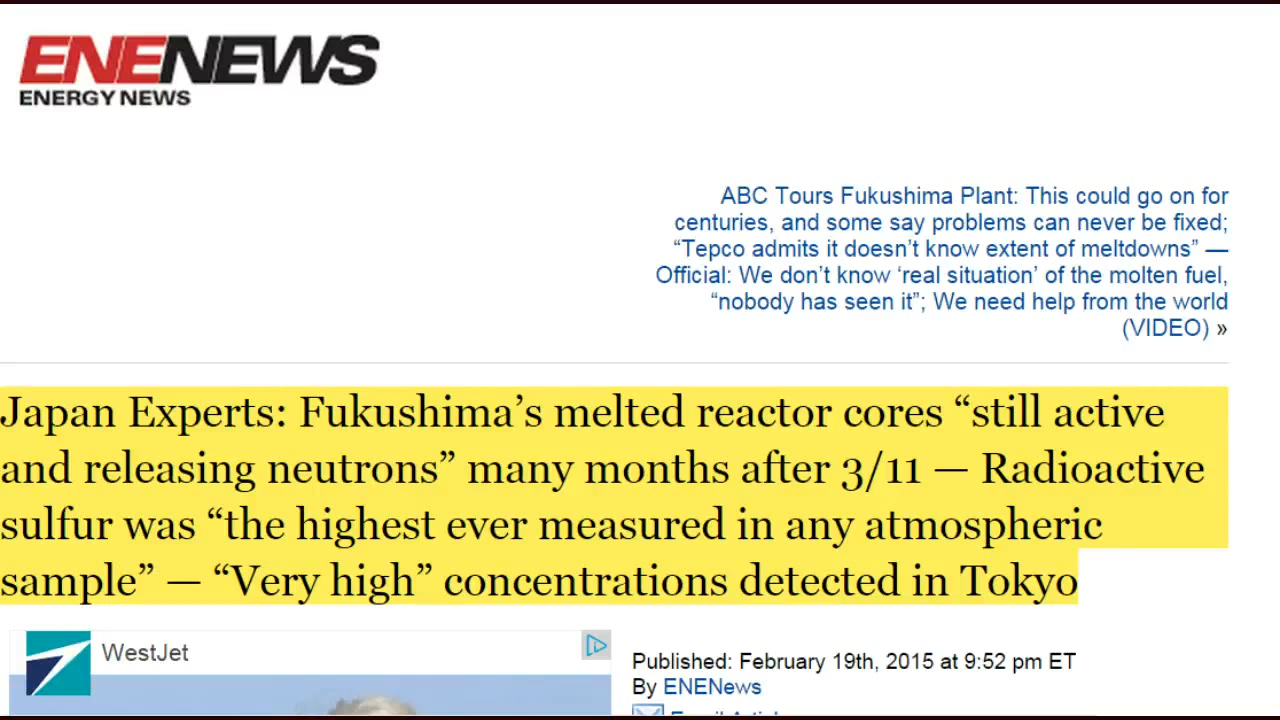 ENENEWS
ENERGY NEWS
ABC Tours Fukushima Plant: This could go on for
centuries, and some say problems can never be fixed;
“Tepco admits it doesn’t know extent of meltdowns” —
Official: We don’t know ‘real situation’ of the molten fuel,
“nobody has seen it”; We need help from the world
(VIDEO) »
Japan Experts: Fukushima’s melted reactor cores “still active
and releasing neutrons” many months after 3/11 — Radioactive
sulfur was “the highest ever measured in any atmospheric
sample” — “Very high” concentrations detected in Tokyo
WestJet
Published: February 19th, 2015 at 9:52 pm ET
By ENENews